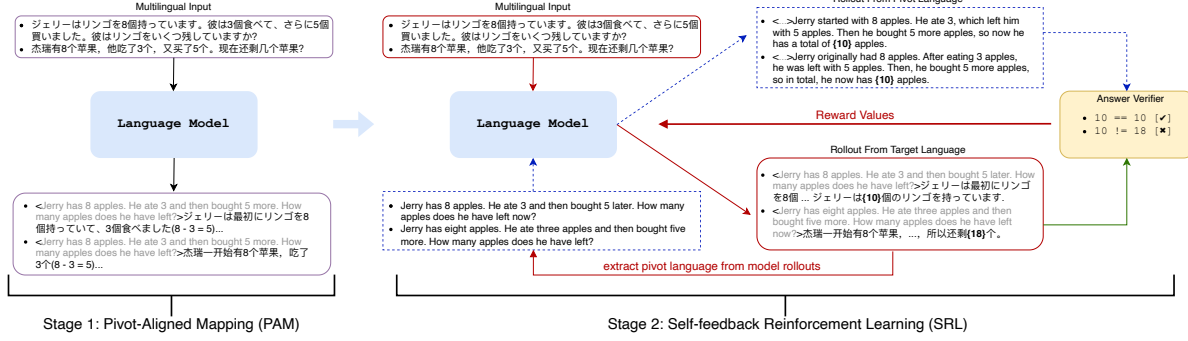 Multilingual Input
• ジェリーはリンゴを8個持っています。彼は3個食べて、さらに5個
買いました。彼はリンゴをいくつ残していますか?
• 杰瑞有8个苹果，他吃了3个，又买了5个。现在还剩几个苹果?
Language Model
• <Jerry has 8 apples. He ate 3 and then bought 5 more. How
many apples does he have left?>ジェリーは最初にリンゴを8
個持っていて、3個食べました(8 - 3 = 5)...
• <Jerry has 8 apples. He ate 3 and then bought 5 more. How
many apples does he have left?>杰瑞一开始有8个苹果，吃了
3个(8 - 3 = 5)...
Stage 1: Pivot-Aligned Mapping (PAM)
Multilingual Input
• ジェリーはリンゴを8個持っています。彼は3個食べて、さらに5個
買いました。彼はリンゴをいくつ残していますか?
• 杰瑞有8个苹果，他吃了3个，又买了5个。现在还剩几个苹果?
Language Model
Rollout From Pivot Language
• <...>Jerry started with 8 apples. He ate 3, which left him
with 5 apples. Then he bought 5 more apples, so now he
has a total of {10} apples.
• <...>Jerry originally had 8 apples. After eating 3 apples,
he was left with 5 apples. Then, he bought 5 more apples,
so in total, he now has {10} apples.
Answer Verifier
• 10 == 10 [✔]
• 10 != 18 [✖]
Reward Values
Rollout From Target Language
• <Jerry has 8 apples. He ate 3 and then bought 5 later. How
many apples does he have left?>ジェリーは最初にリンゴ
を8個 ... ジェリーは{10}個のリンゴを持っています.
• <Jerry has eight apples. He ate three apples and then
bought five more. How many apples does he have left
now?>杰瑞一开始有8个苹果，...，所以还剩{18}个。
• Jerry has 8 apples. He ate 3 and then bought 5 later. How many
apples does he have left now?
• Jerry has eight apples. He ate three apples and then bought five
more. How many apples does he have left?
extract pivot language from model rollouts
Stage 2: Self-feedback Reinforcement Learning (SRL)